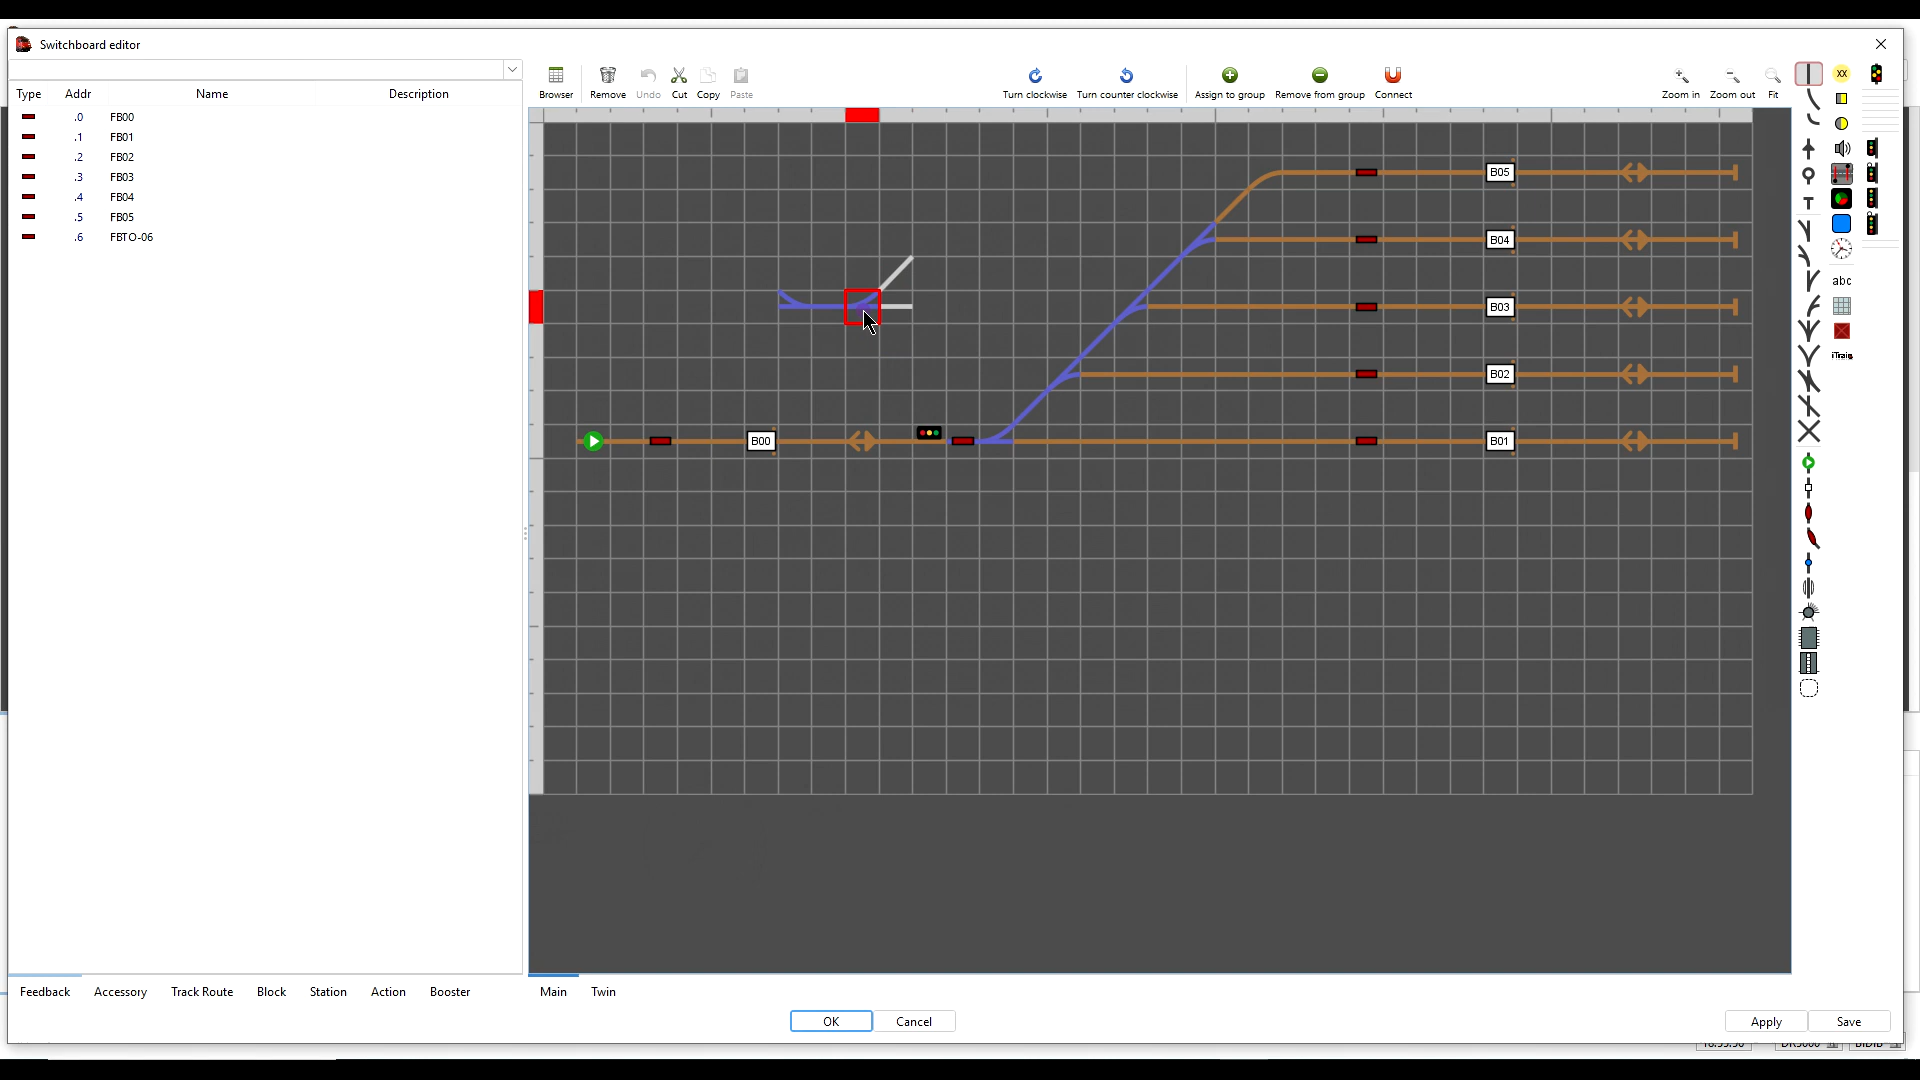 Switchboard editor
Browser Remove Undo Cut Copy Paste Turn clockwise Turn counter clockwise Assign to group Remove from group Connect Zoom in Zoom out Fit
Type Addr Name Description
.0 FB00
.1 FB01
.2 FB02
.3 FB03
.4 FB04
.5 FB05
.6 FBTO-06
XX
B05
B04
abc
B03
iTrain
B02
B00 B01
Feedback Accessory Track Route Block Station Action Booster Main Twin
OK Cancel Apply Save